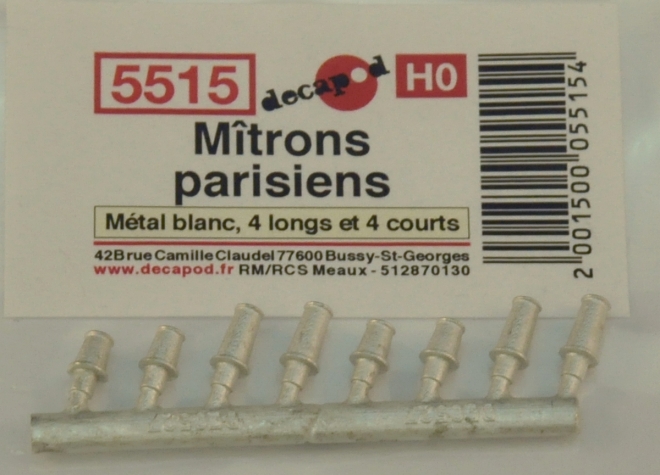 5515 decapod H0
Mîtrons
parisiens
Métal blanc, 4 longs et 4 courts
42B rue Camille Claudel 77600 Bussy-St-Georges
www.decapod.fr RM/RCS Meaux - 512870130
2 001500 055154